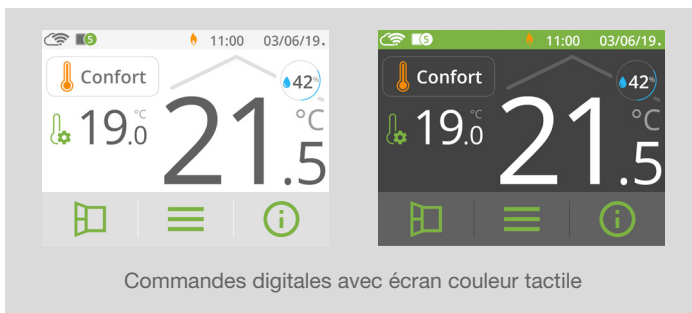 5 11:00 03/06/19.
Confort
42%
19.0 °C
21.5 °C
5 11:00 03/06/19.
Confort
42%
19.0 °C
21.5 °C
Commandes digitales avec écran couleur tactile